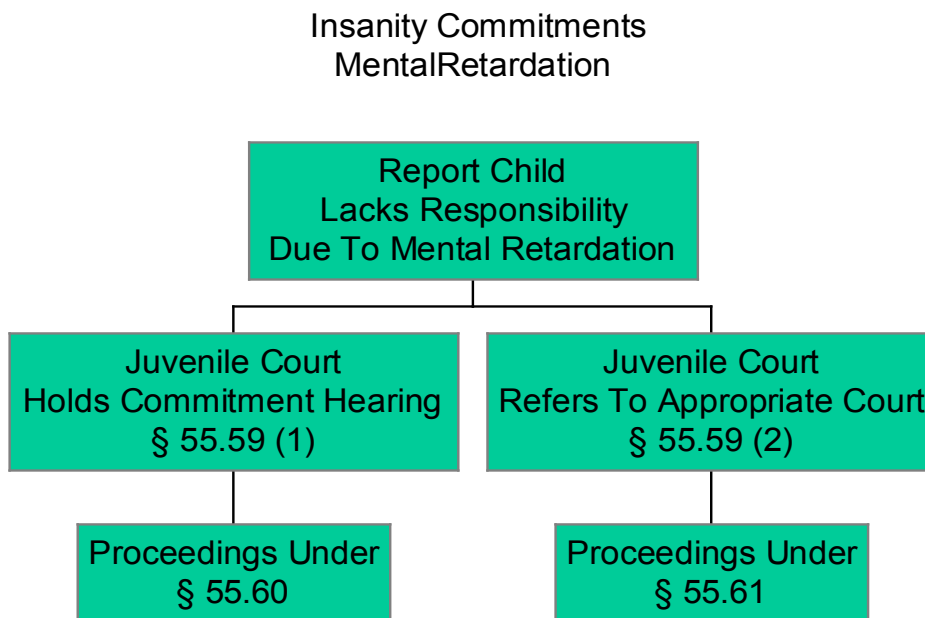 Insanity Commitments
MentalRetardation
Report Child
Lacks Responsibility
Due To Mental Retardation
Juvenile Court
Holds Commitment Hearing
§ 55.59 (1)
Juvenile Court
Refers To Appropriate Court
§ 55.59 (2)
Proceedings Under
§ 55.60
Proceedings Under
§ 55.61